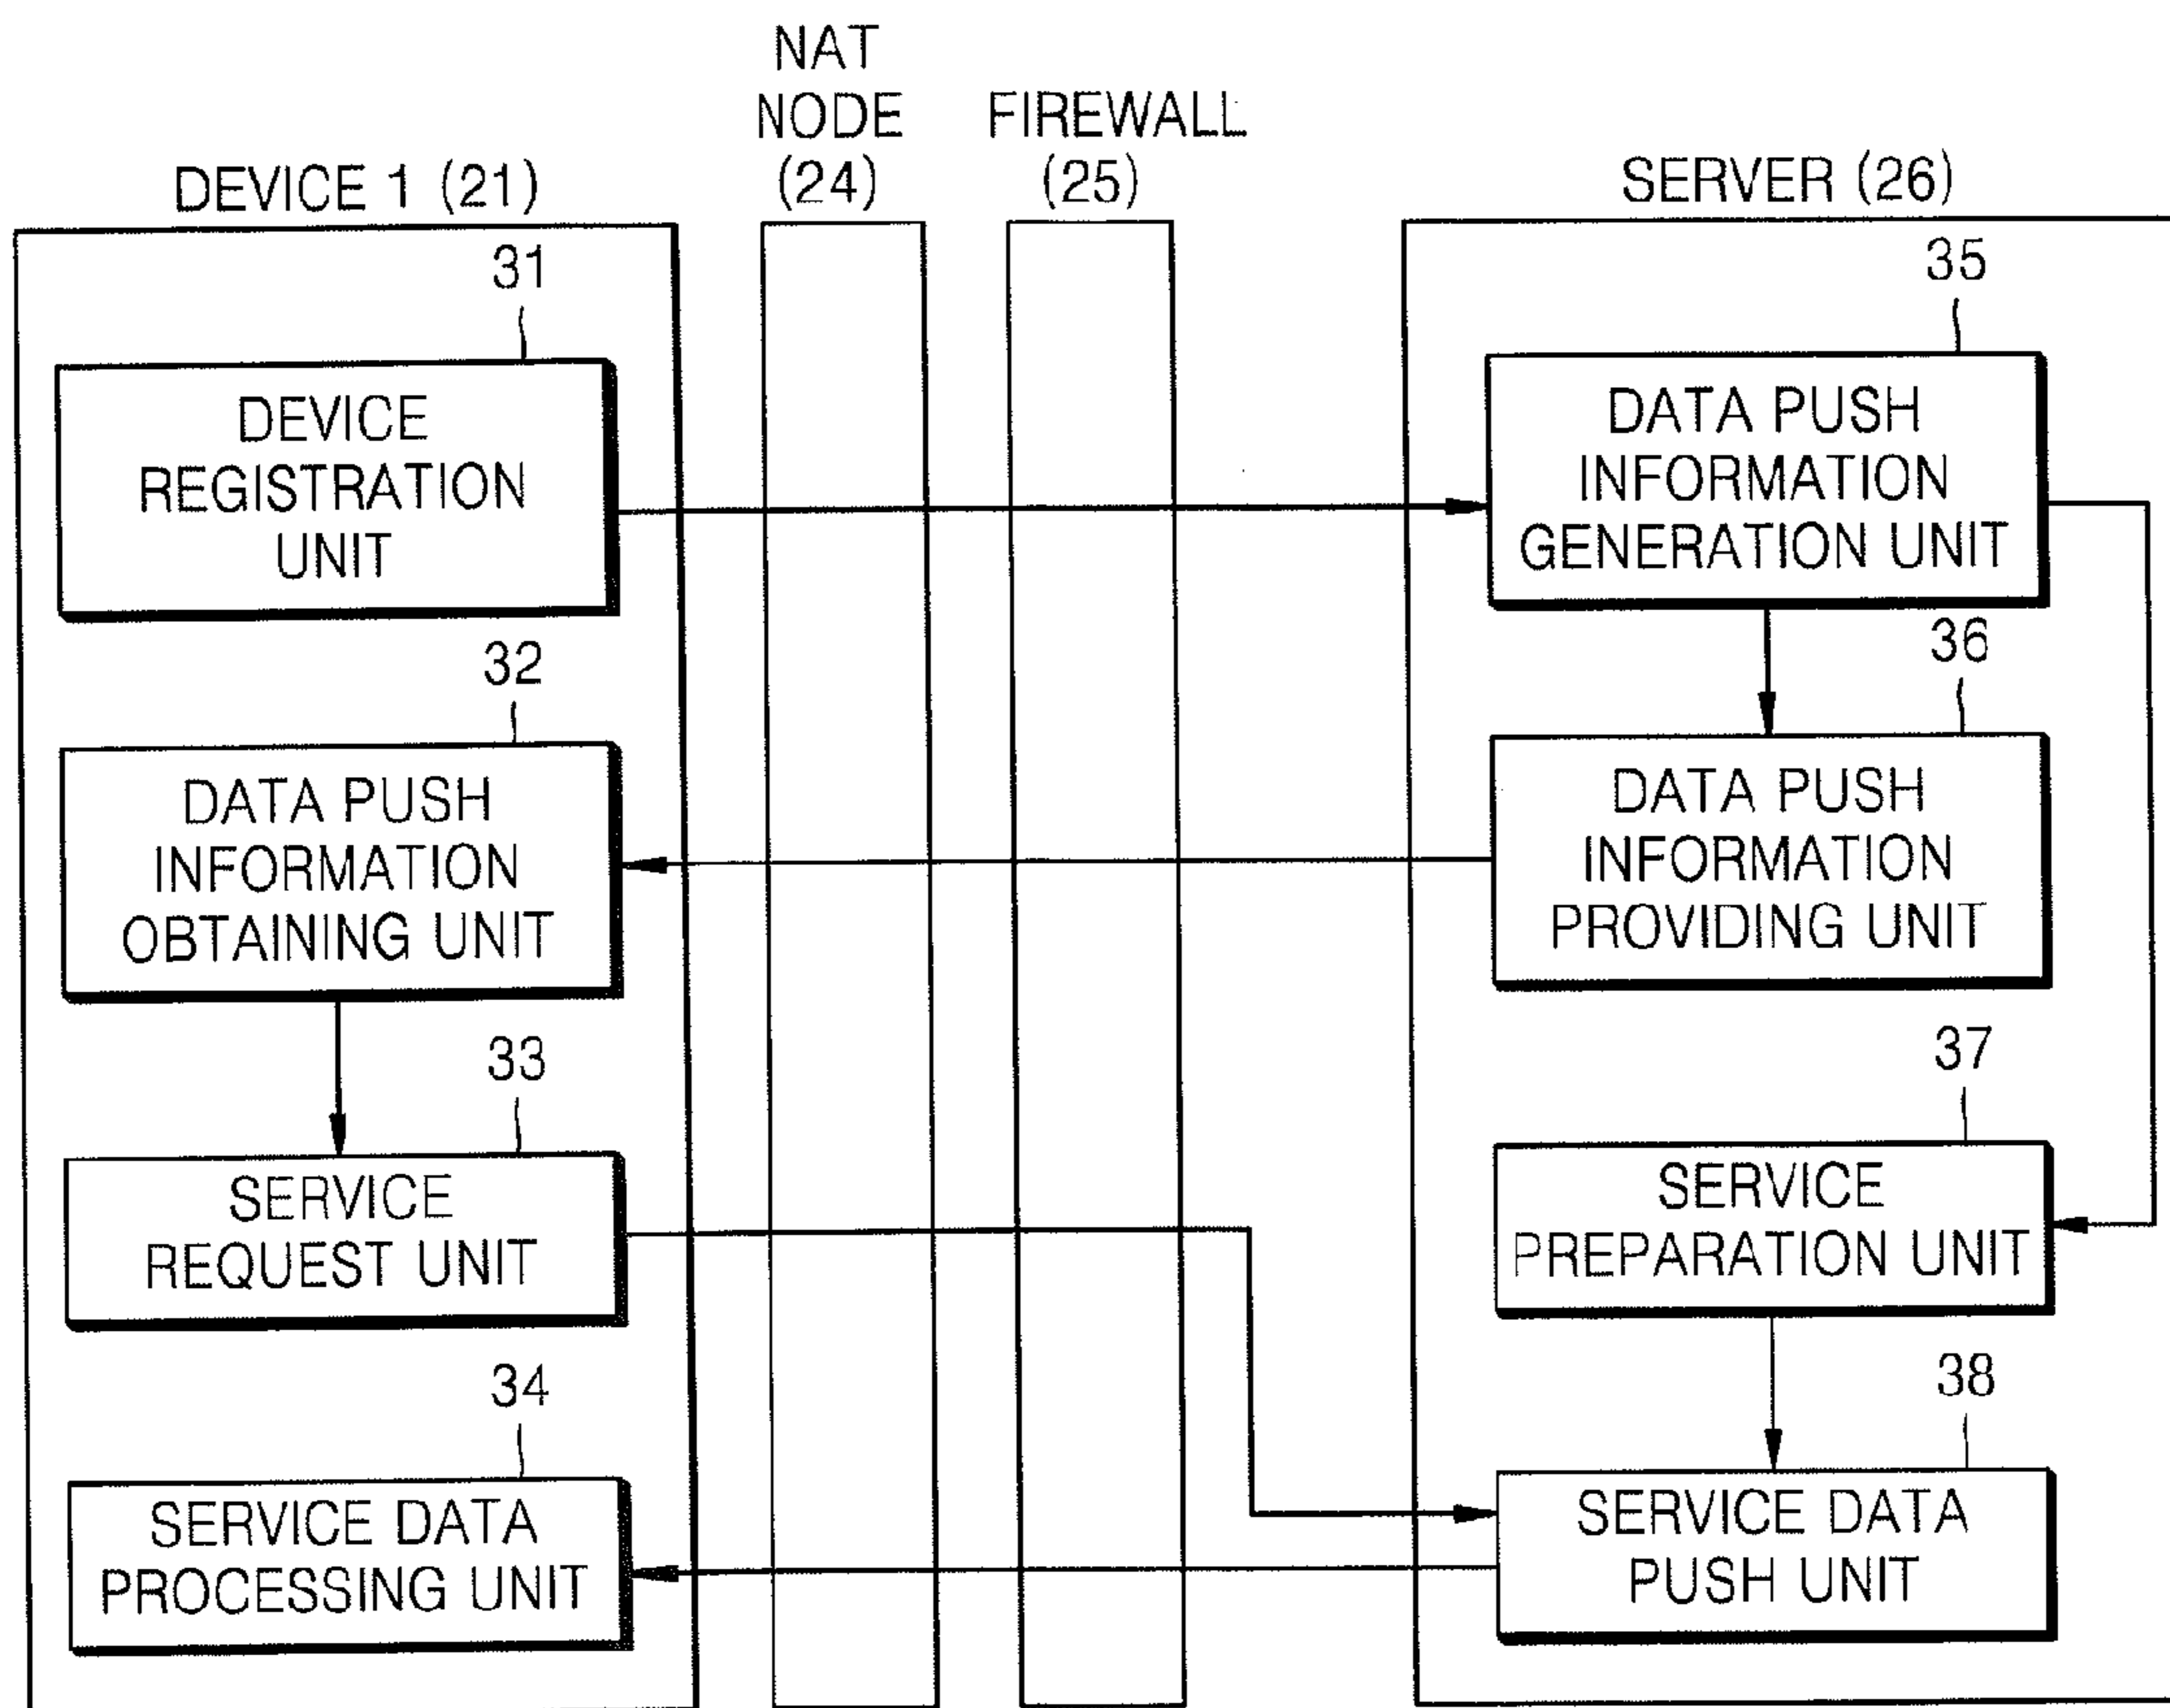 NAT
NODE
(24)
FIREWALL
(25)
DEVICE 1 (21)
SERVER (26)
31
DEVICE
REGISTRATION
UNIT
35
DATA PUSH
INFORMATION
GENERATION UNIT
32
DATA PUSH
INFORMATION
OBTAINING UNIT
36
DATA PUSH
INFORMATION
PROVIDING UNIT
33
SERVICE
REQUEST UNIT
37
SERVICE
PREPARATION UNIT
34
SERVICE DATA
PROCESSING UNIT
38
SERVICE DATA
PUSH UNIT